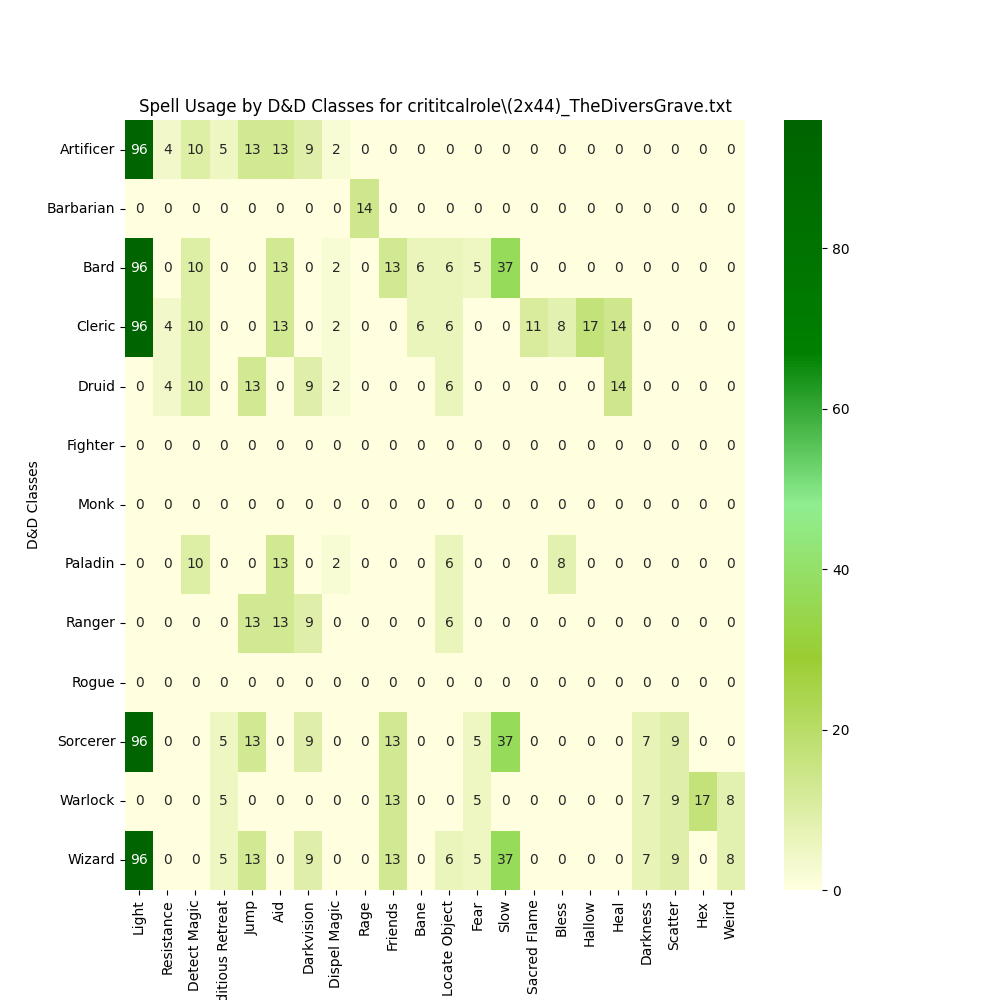 Spell Usage by D&D Classes for crititcalrole\(2x44)_TheDiversGrave.txt
D&D Classes
Artificer 96 4 10 5 13 13 9 2 0 0 0 0 0 0 0 0 0 0 0 0 0 0
Barbarian 0 0 0 0 0 0 0 0 14 0 0 0 0 0 0 0 0 0 0 0 0 0
Bard 96 0 10 0 0 13 0 2 0 13 6 6 5 37 0 0 0 0 0 0 0 0
Cleric 96 4 10 0 0 13 0 2 0 0 6 6 0 0 11 8 17 14 0 0 0 0
Druid 0 4 10 0 13 0 9 2 0 0 0 6 0 0 0 0 0 14 0 0 0 0
Fighter 0 0 0 0 0 0 0 0 0 0 0 0 0 0 0 0 0 0 0 0 0 0
Monk 0 0 0 0 0 0 0 0 0 0 0 0 0 0 0 0 0 0 0 0 0 0
Paladin 0 0 10 0 0 13 0 2 0 0 0 6 0 0 0 8 0 0 0 0 0 0
Ranger 0 0 0 0 13 13 9 0 0 0 0 6 0 0 0 0 0 0 0 0 0 0
Rogue 0 0 0 0 0 0 0 0 0 0 0 0 0 0 0 0 0 0 0 0 0 0
Sorcerer 96 0 0 5 13 0 9 0 0 13 0 0 5 37 0 0 0 0 7 9 0 0
Warlock 0 0 0 5 0 0 0 0 0 13 0 0 5 0 0 0 0 0 7 9 17 8
Wizard 96 0 0 5 13 0 9 0 0 13 0 6 5 37 0 0 0 0 7 9 0 8
Light
Resistance
Detect Magic
ditious Retreat
Jump
Aid
Darkvision
Dispel Magic
Rage
Friends
Bane
Locate Object
Fear
Slow
Sacred Flame
Bless
Hallow
Heal
Darkness
Scatter
Hex
Weird
80
60
40
20
0